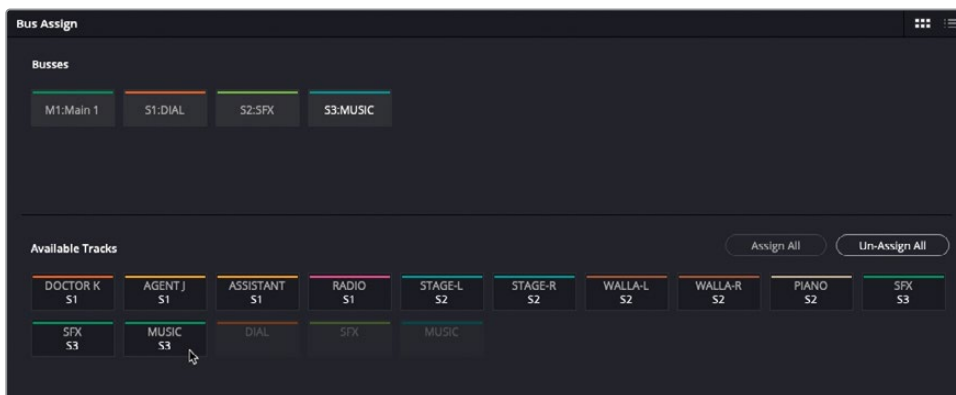 Bus Assign
Busses
M1:Main 1 S1:DIAL S2:SFX S3:MUSIC
Available Tracks Assign All Un-Assign All
DOCTOR K AGENT J ASSISTANT RADIO STAGE-L STAGE-R WALLA-L WALLA-R PIANO SFX
S1 S1 S1 S1 S2 S2 S2 S2 S2 S3
SFX MUSIC DIAL SFX MUSIC
S3 S3